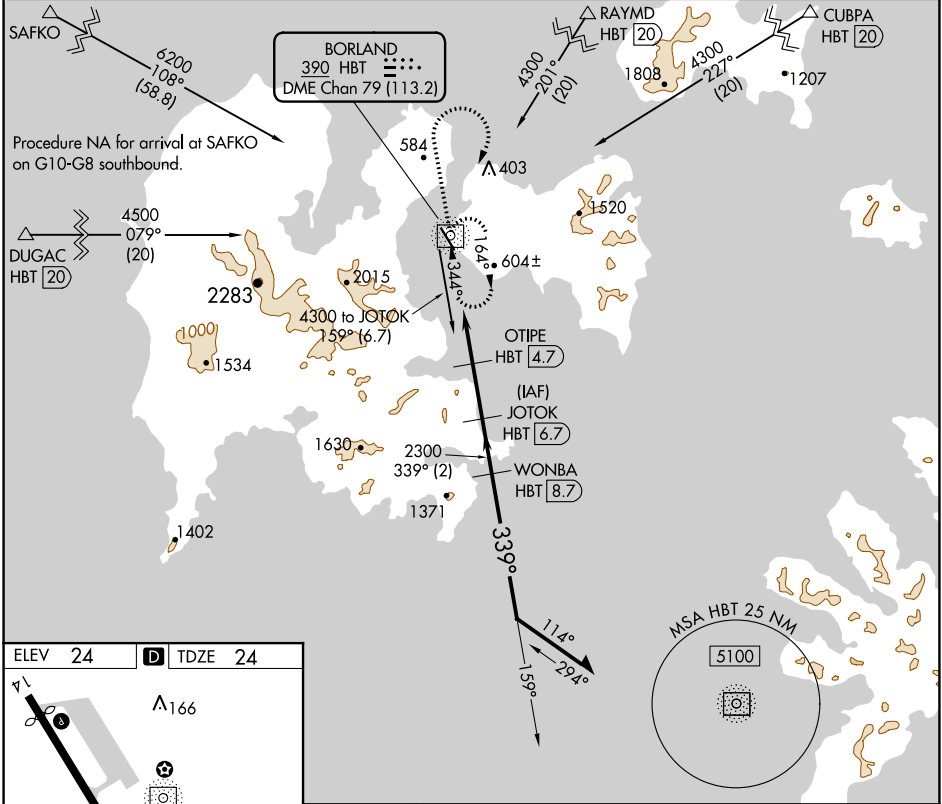 SAFKO
6200
108°
(58.8)
BORLAND
390 HBT
DME Chan 79 (113.2)
RAYMD
HBT 20
4300
201°
(20)
CUBPA
HBT 20
4300
227°
(20)
1808
1207
Procedure NA for arrival at SAFKO
on G10-G8 southbound.
584
403
1520
DUGAC
HBT 20
4500
079°
(20)
164°
344°
604±
2283
2015
4300 to JOTOK
159° (6.7)
1000
1534
OTIPE
HBT 4.7
(IAF)
JOTOK
HBT 6.7
1630
2300
339° (2)
WONBA
HBT 8.7
1371
1402
339°
114°
294°
159°
MSA HBT 25 NM
5100
ELEV 24 D TDZE 24
14
166